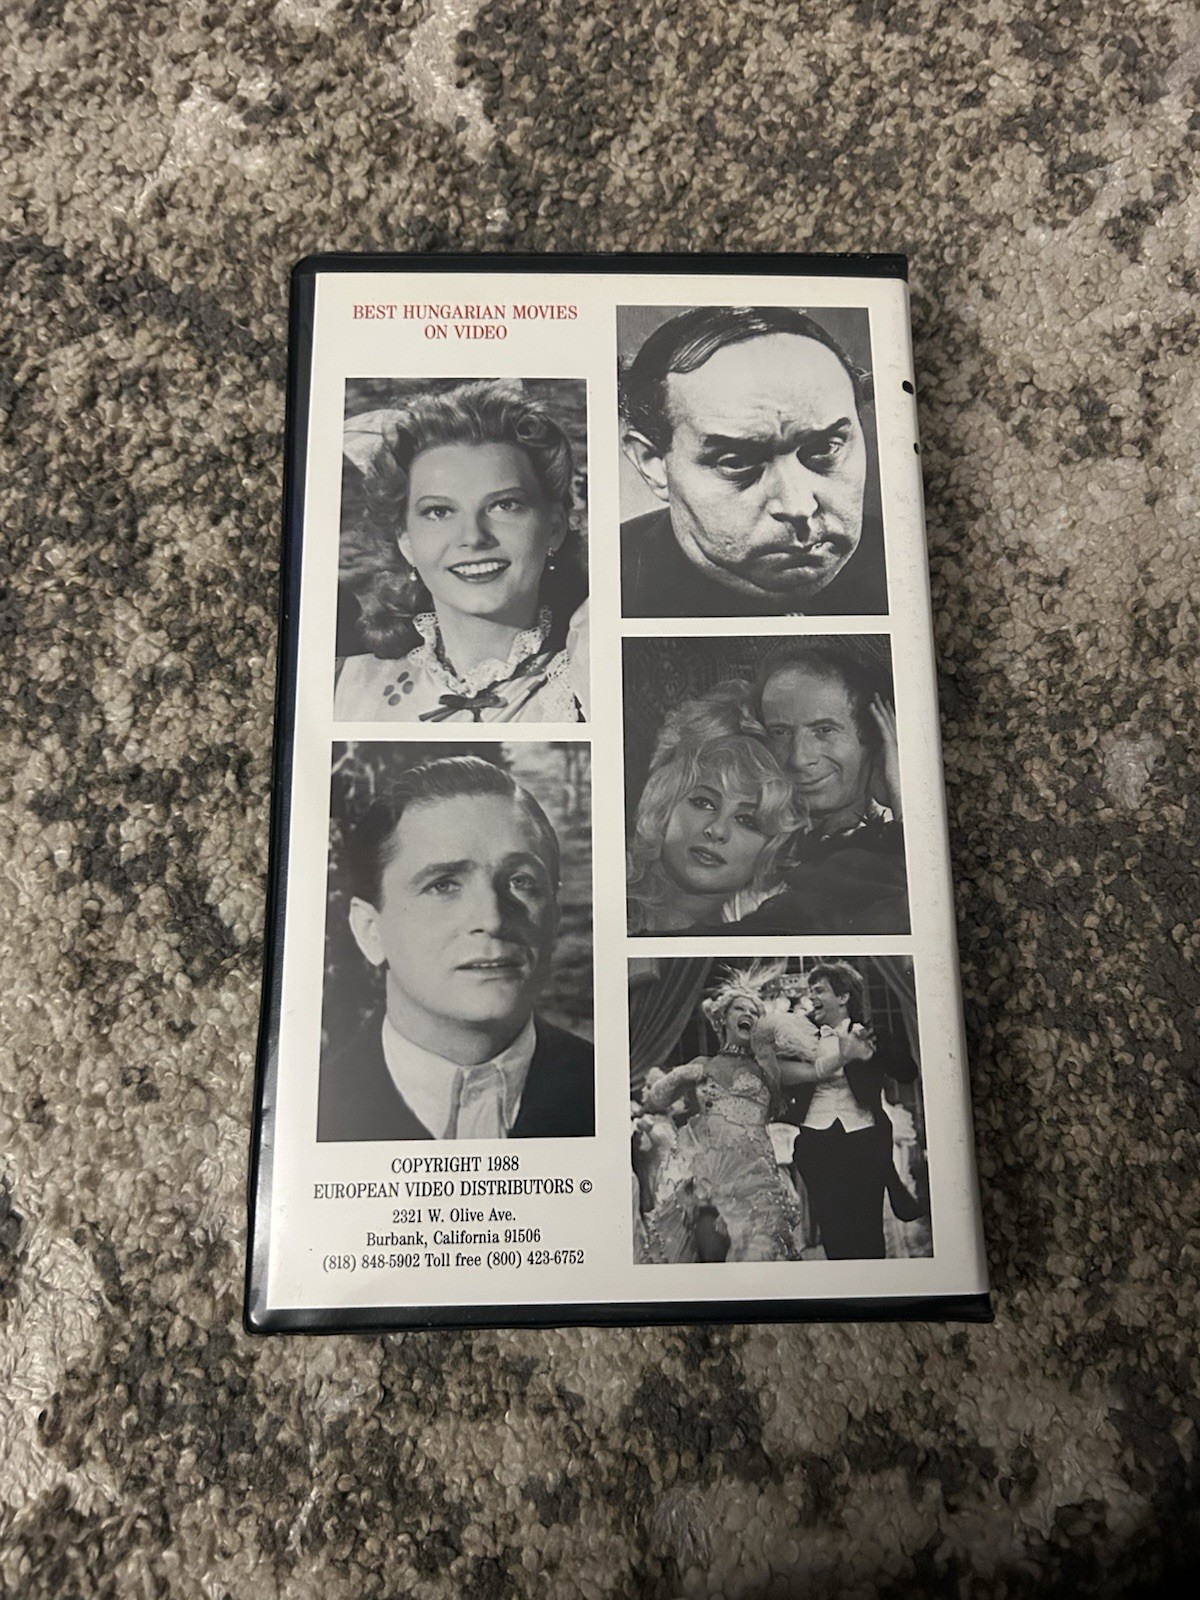 BEST HUNGARIAN MOVIES
ON VIDEO
COPYRIGHT 1988
EUROPEAN VIDEO DISTRIBUTORS ©
2321 W. Olive Ave.
Burbank, California 91506
(818) 848-5902 Toll free (800) 423-6752